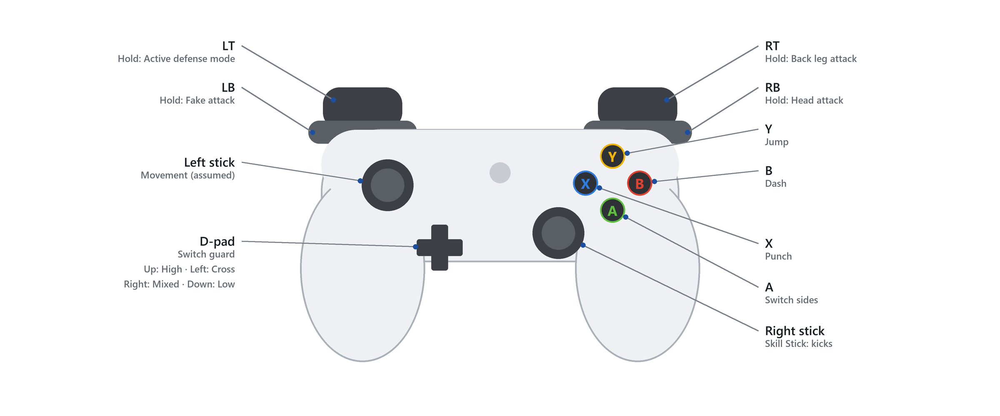 LT
Hold: Active defense mode
LB
Hold: Fake attack
Left stick
Movement (assumed)
D-pad
Switch guard
Up: High · Left: Cross
Right: Mixed · Down: Low
Y
X
B
A
RT
Hold: Back leg attack
RB
Hold: Head attack
Y
Jump
B
Dash
X
Punch
A
Switch sides
Right stick
Skill Stick: kicks